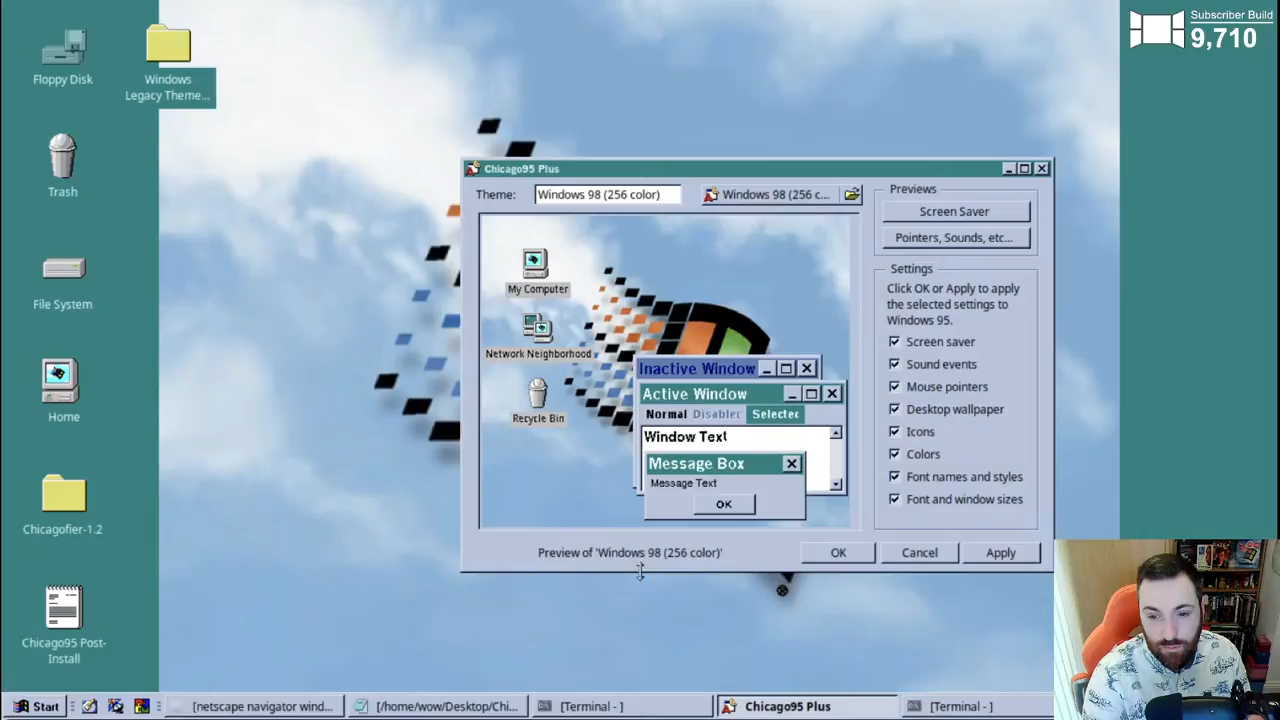 Subscriber Build
9,710
Floppy Disk
Windows
Legacy Theme...
Trash
File System
Home
Chicagofier-1.2
Chicago95 Post-
Install
Chicago95 Plus
Theme:
Windows 98 (256 color)
Windows 98 (256 c...
Previews
Screen Saver
Pointers, Sounds, etc...
My Computer
Network Neighborhood
Recycle Bin
Inactive Window
Active Window
Normal Disabled Selected
Window Text
Message Box
Message Text
OK
Settings
Click OK or Apply to apply
the selected settings to
Windows 95.
Screen saver
Sound events
Mouse pointers
Desktop wallpaper
Icons
Colors
Font names and styles
Font and window sizes
Preview of 'Windows 98 (256 color)'
OK
Cancel
Apply
Start
[netscape navigator wind...
[/home/wow/Desktop/Chi...
[Terminal - ]
Chicago95 Plus
[Terminal - ]